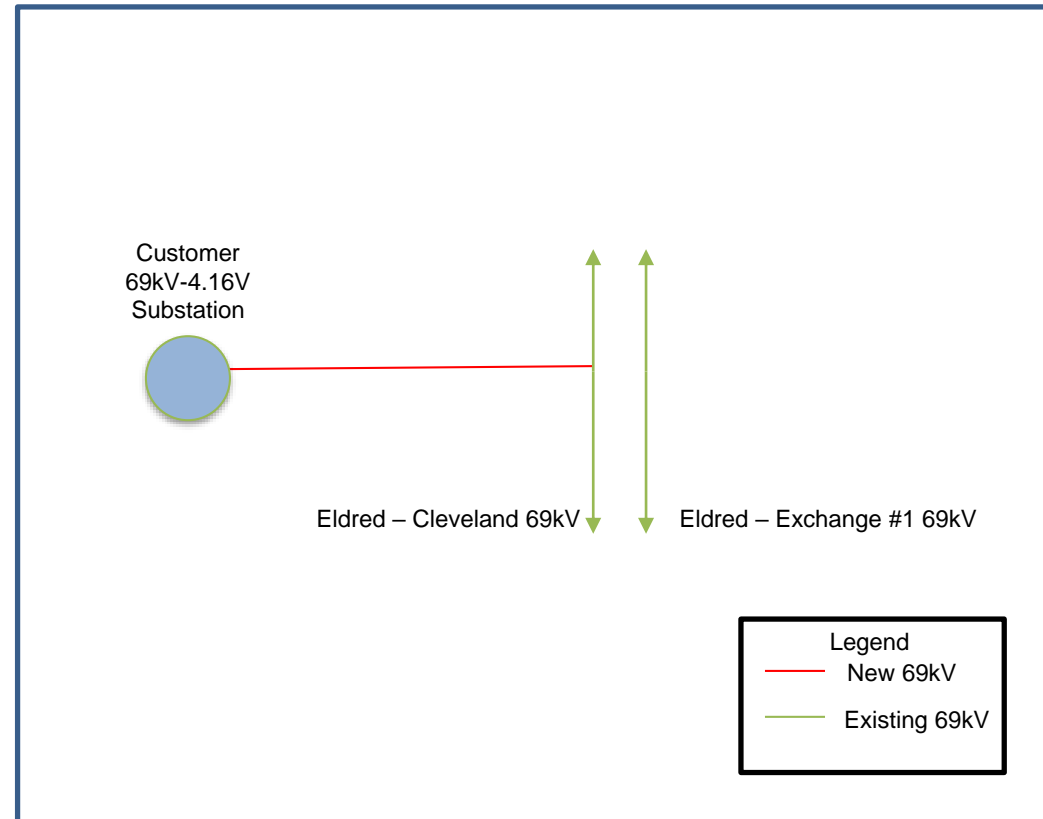 Customer
69kV-4.16V
Substation
Eldred – Cleveland 69kV
Eldred – Exchange #1 69kV
Legend
New 69kV
Existing 69kV